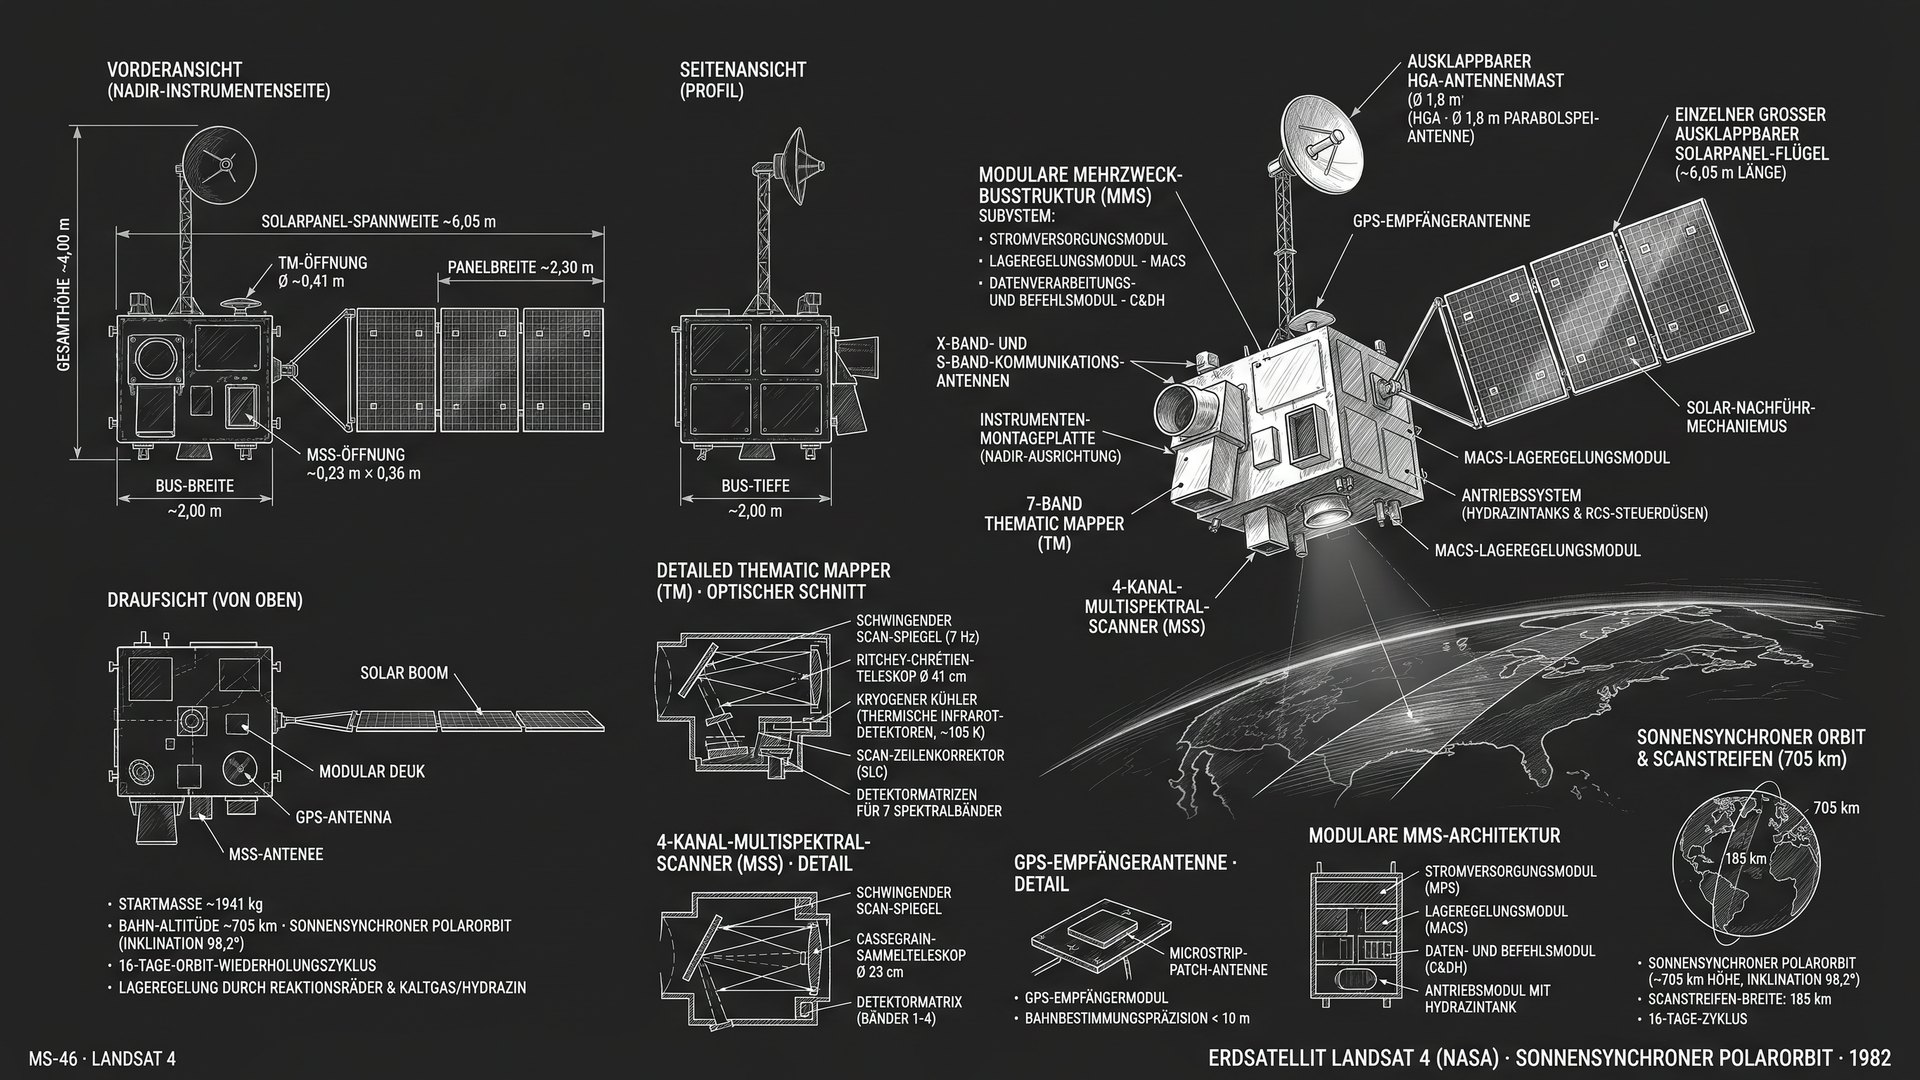 VORDERANSICHT
(NADIR-INSTRUMENTENSEITE)
GESAMTHÖHE ~4,00 m
SOLARPANEL-SPANNWEITE ~6,05 m
TM-ÖFFNUNG
Ø ~0,41 m
PANELBREITE ~2,30 m
MSS-ÖFFNUNG
~0,23 m × 0,36 m
BUS-BREITE
~2,00 m
SEITENANSICHT
(PROFIL)
BUS-TIEFE
~2,00 m
AUSKLAPPBARER
HGA-ANTENNENMAST
(Ø 1,8 m'
(HGA · Ø 1,8 m PARABOLSPEI-
ANTENNE)
EINZELNER GROSSER
AUSKLAPPBARER
SOLARPANEL-FLÜGEL
(~6,05 m LÄNGE)
MODULARE MEHRZWECK-
BUSSTRUKTUR (MMS)
SUBYSTEM:
· STROMVERSORGUNGSMODUL
· LAGEREGELUNGSMODUL - MACS
· DATENVERARBEITUNGS-
UND BEFEHLSMODUL - C&DH
GPS-EMPFÄNGERANTENNE
X-BAND- UND
S-BAND-KOMMUNIKATIONS-
ANTENNEN
INSTRUMENTEN-
MONTAGEPLATTE
(NADIR-AUSRICHTUNG)
7-BAND
THEMATIC MAPPER
(TM)
4-KANAL-
MULTISPEKTRAL-
SCANNER (MSS)
SOLAR-NACHFÜHR-
MECHANIEMUS
MACS-LAGEREGELUNGSMODUL
ANTRIEBSSYSTEM
(HYDRAZINTANKS & RCS-STEUERDÜSEN)
MACS-LAGEREGELUNGSMODUL
DRAUFSICHT (VON OBEN)
SOLAR BOOM
MODULAR DEUK
GPS-ANTENNA
MSS-ANTENEE
· STARTMASSE ~1941 kg
· BAHN-ALTITÜDE ~705 km · SONNENSYNCHRONER POLARORBIT
(INKLINATION 98,2°)
· 16-TAGE-ORBIT-WIEDERHOLUNGSZYKLUS
· LAGEREGELUNG DURCH REAKTIONSRÄDER & KALTGAS/HYDRAZIN
DETAILED THEMATIC MAPPER
(TM) · OPTISCHER SCHNITT
SCHWINGENDER
SCAN-SPIEGEL (7 Hz)
RITCHEY-CHRÉTIEN-
TELESKOP Ø 41 cm
KRYOGENER KÜHLER
(THERMISCHE INFRAROT-
DETEKTOREN, ~105 K)
SCAN-ZEILENKORREKTOR
(SLC)
DETEKTORMATRIZEN
FÜR 7 SPEKTRALBÄNDER
4-KANAL-MULTISPEKTRAL-
SCANNER (MSS) · DETAIL
SCHWINGENDER
SCAN-SPIEGEL
CASSEGRAIN-
SAMMELTELESKOP
Ø 23 cm
DETEKTORMATRIX
(BÄNDER 1-4)
GPS-EMPFÄNGERANTENNE ·
DETAIL
MICROSTRIP-
PATCH-ANTENNE
· GPS-EMPFÄNGERMODUL
· BAHNBESTIMMUNGSPRÄZISION < 10 m
MODULARE MMS-ARCHITEKTUR
STROMVERSORGUNGSMODUL
(MPS)
LAGEREGELUNGSMODUL
(MACS)
DATEN- UND BEFEHLSMODUL
(C&DH)
ANTRIEBSMODUL MIT
HYDRAZINTANK
SONNENSYNCHRONER ORBIT
& SCANSTREIFEN (705 km)
705 km
185 km
· SONNENSYNCHRONER POLARORBIT
(~705 km HÖHE, INKLINATION 98,2°)
· SCANSTREIFEN-BREITE: 185 km
· 16-TAGE-ZYKLUS
MS-46 · LANDSAT 4
ERDSATELLIT LANDSAT 4 (NASA) · SONNENSYNCHRONER POLARORBIT · 1982